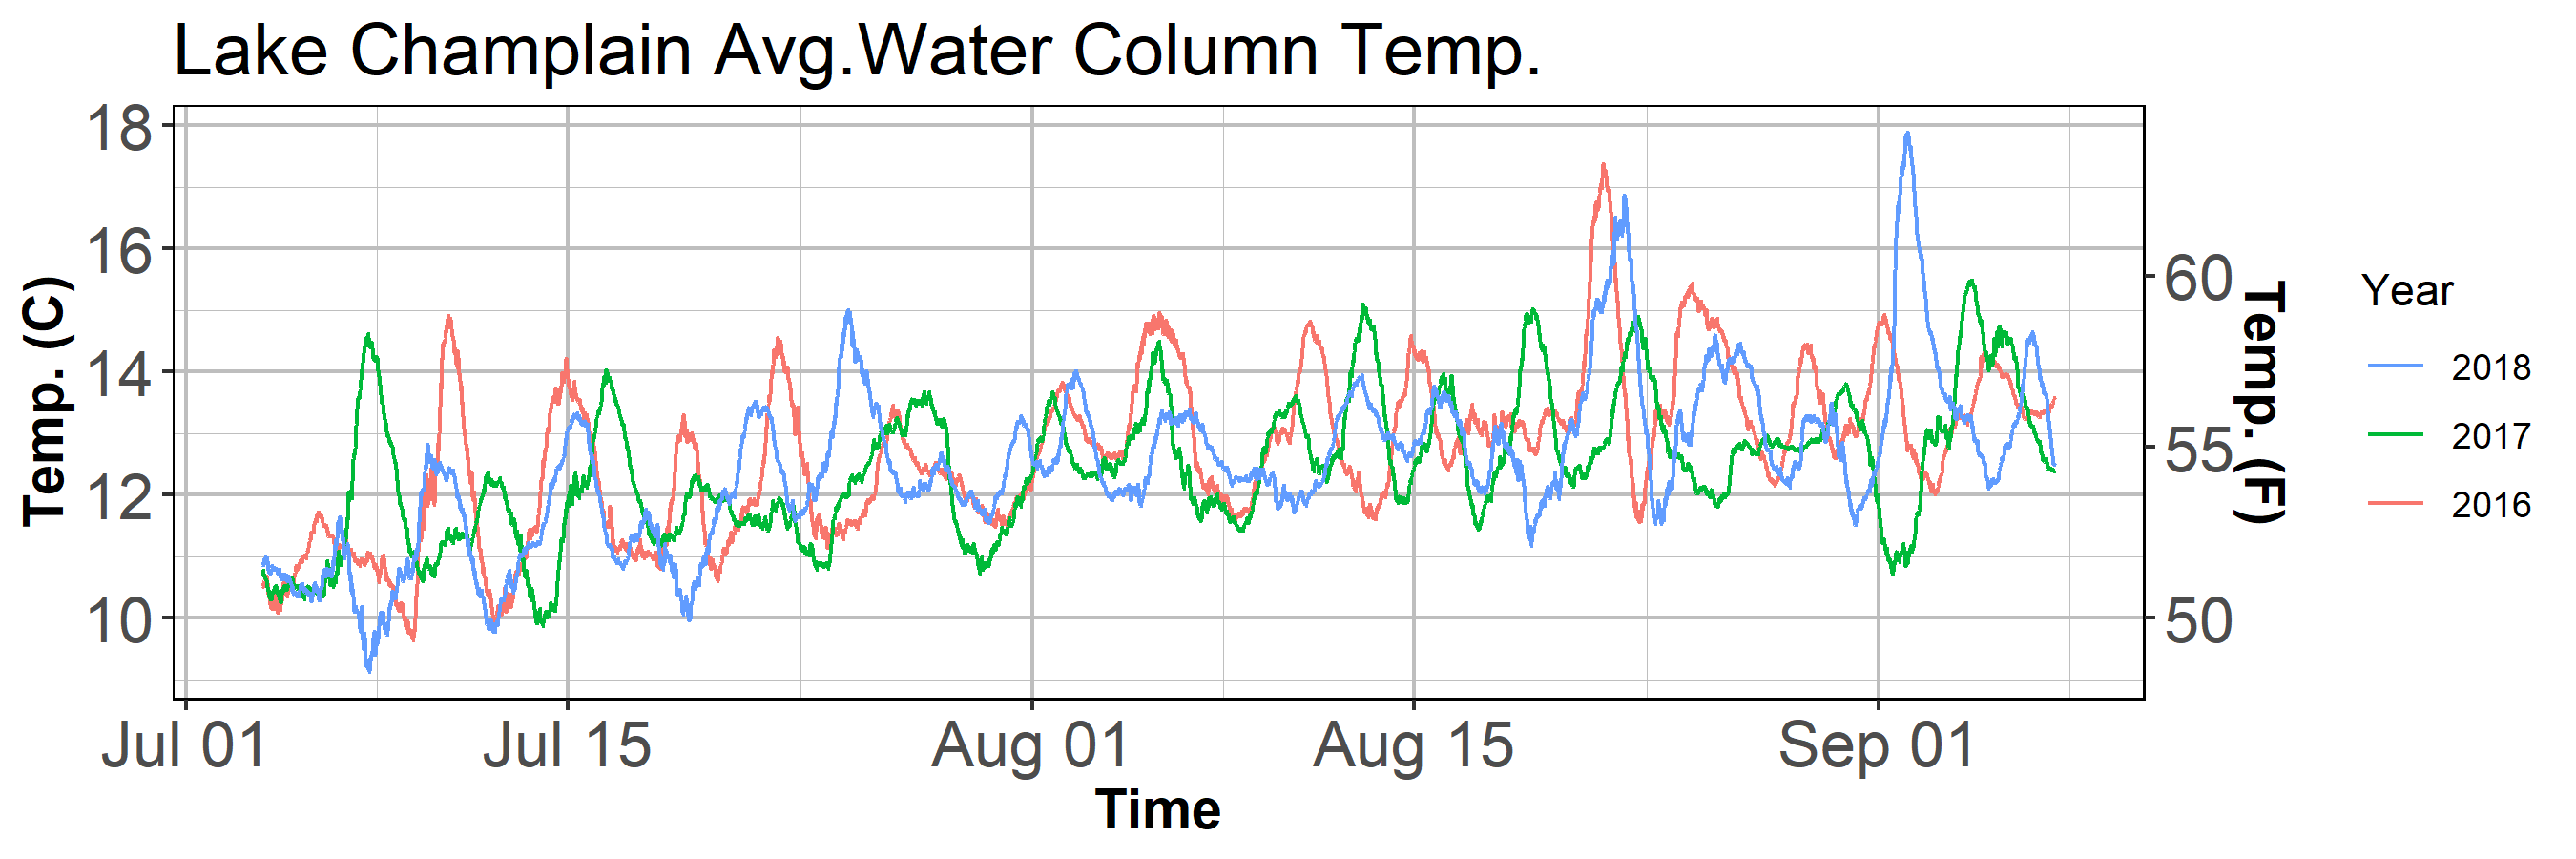 Lake Champlain Avg.Water Column Temp.
18
16
14
12
10
Temp. (C)
60
55
50
Temp. (F)
Jul 01
Jul 15
Aug 01
Aug 15
Sep 01
Time
Year
2018
2017
2016